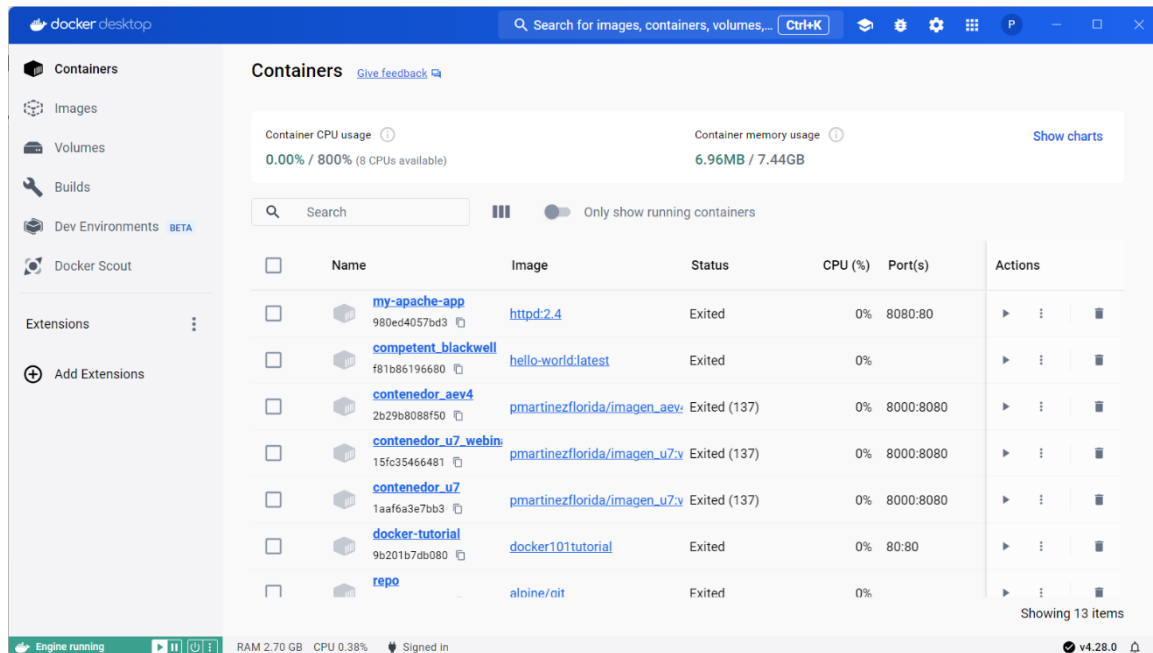 docker desktop
Search for images, containers, volumes,... Ctrl+K
P
Containers
Images
Volumes
Builds
Dev Environments BETA
Docker Scout
Extensions
Add Extensions
Containers Give feedback
Container CPU usage
0.00% / 800% (8 CPUs available)
Container memory usage
6.96MB / 7.44GB
Show charts
Search
Only show running containers
Name Image Status CPU (%) Port(s) Actions
my-apache-app
980ed4057bd3
httpd:2.4 Exited 0% 8080:80
competent_blackwell
f81b86196680
hello-world:latest Exited 0%
contenedor_aev4
2b29b8088f50
pmartinezflorida/imagen_aev4 Exited (137) 0% 8000:8080
contenedor_u7_webina
15fc35466481
pmartinezflorida/imagen_u7:v Exited (137) 0% 8000:8080
contenedor_u7
1aaf6a3e7bb3
pmartinezflorida/imagen_u7:v Exited (137) 0% 8000:8080
docker-tutorial
9b201b7db080
docker101tutorial Exited 0% 80:80
repo
alpine/git Exited 0%
Showing 13 items
Engine running RAM 2.70 GB CPU 0.38% Signed in v4.28.0